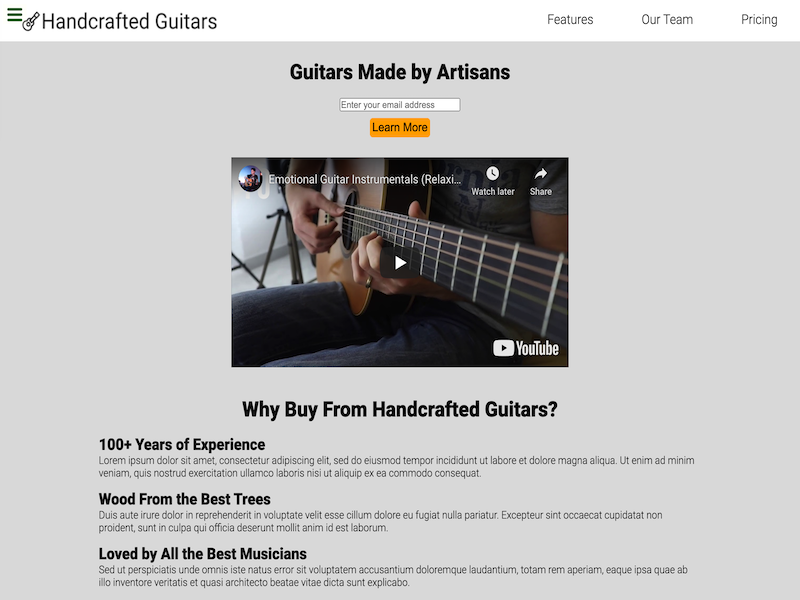 Handcrafted Guitars
Features
Our Team
Pricing
Guitars Made by Artisans
Enter your email address
Learn More
Emotional Guitar Instrumentals (Relaxi...
Watch later
Share
YouTube
Why Buy From Handcrafted Guitars?
100+ Years of Experience
Lorem ipsum dolor sit amet, consectetur adipiscing elit, sed do eiusmod tempor incididunt ut labore et dolore magna aliqua. Ut enim ad minim
veniam, quis nostrud exercitation ullamco laboris nisi ut aliquip ex ea commodo consequat.
Wood From the Best Trees
Duis aute irure dolor in reprehenderit in voluptate velit esse cillum dolore eu fugiat nulla pariatur. Excepteur sint occaecat cupidatat non
proident, sunt in culpa qui officia deserunt mollit anim id est laborum.
Loved by All the Best Musicians
Sed ut perspiciatis unde omnis iste natus error sit voluptatem accusantium doloremque laudantium, totam rem aperiam, eaque ipsa quae ab
illo inventore veritatis et quasi architecto beatae vitae dicta sunt explicabo.